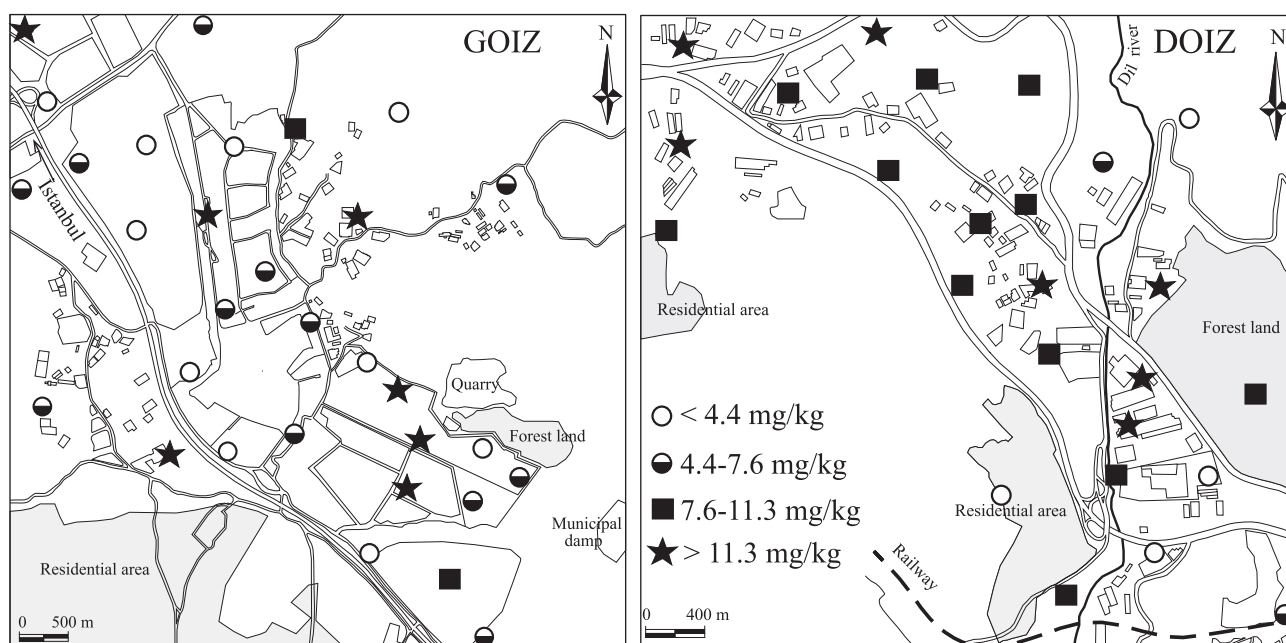 GOIZ
N
İstanbul
Quarry
Forest land
Municipal
damp
Residential area
0 500 m
DOIZ
N
Dil river
Residential area
Forest land
< 4.4 mg/kg
4.4-7.6 mg/kg
7.6-11.3 mg/kg
> 11.3 mg/kg
Residential area
Railway
0 400 m